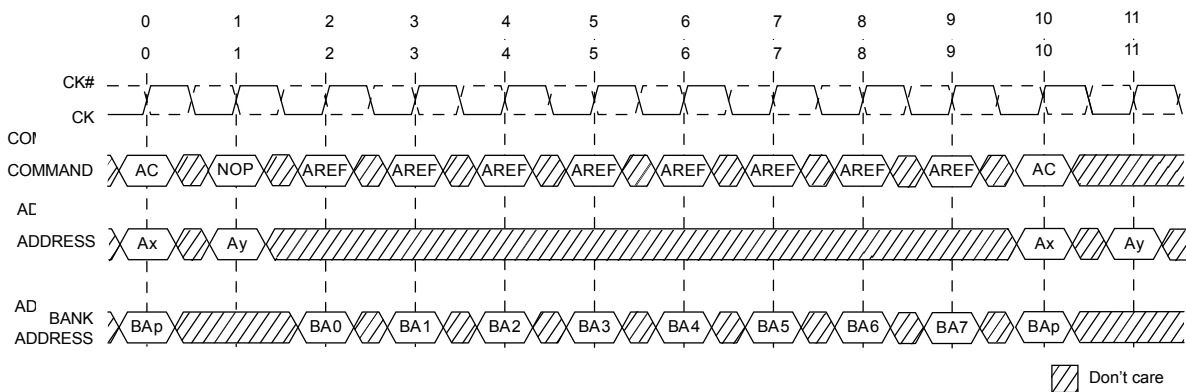 0 1 2 3 4 5 6 7 8 9 10 11
0 1 2 3 4 5 6 7 8 9 10 11
CK#
CK
COMMAND AC NOP AREF AREF AREF AREF AREF AREF AREF AREF AC
ADDRESS Ax Ay Ax Ay
BANK
ADDRESS BAp BA0 BA1 BA2 BA3 BA4 BA5 BA6 BA7 BAp
Don't care